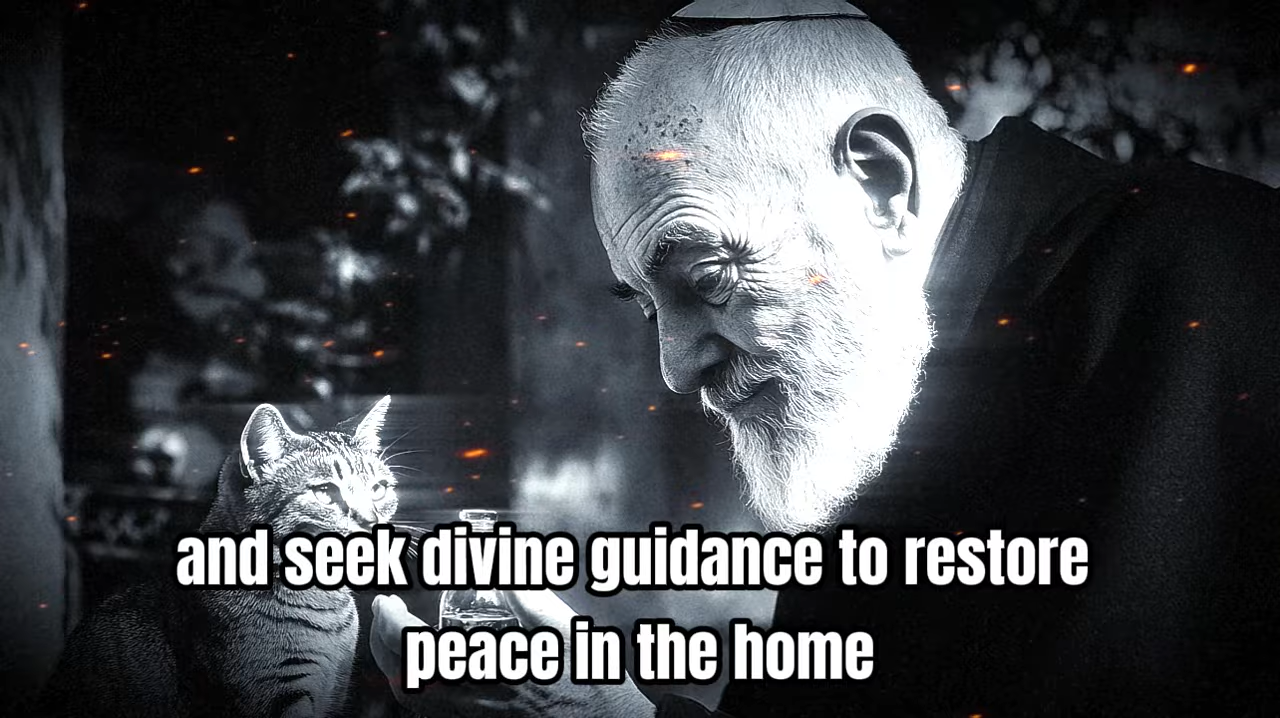 and seek divine guidance to restore
peace in the home